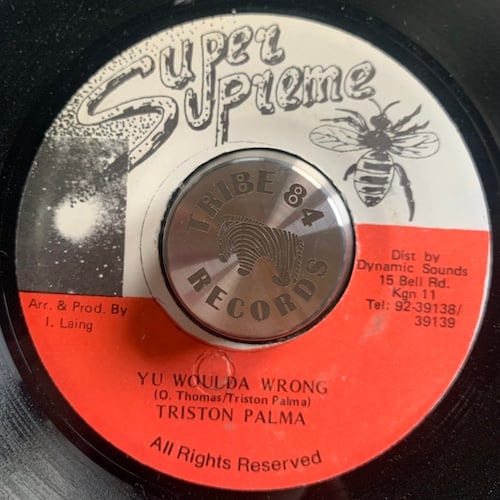 Super
Supreme
TRIBE 84
RECORDS
Dist by
Dynamic Sounds
15 Bell Rd.
Kgn 11
Tel: 92-39138/
39139
Arr. & Prod. By
I. Laing
YU WOULDA WRONG
(O. Thomas/Triston Palma)
TRISTON PALMA
All Rights Reserved